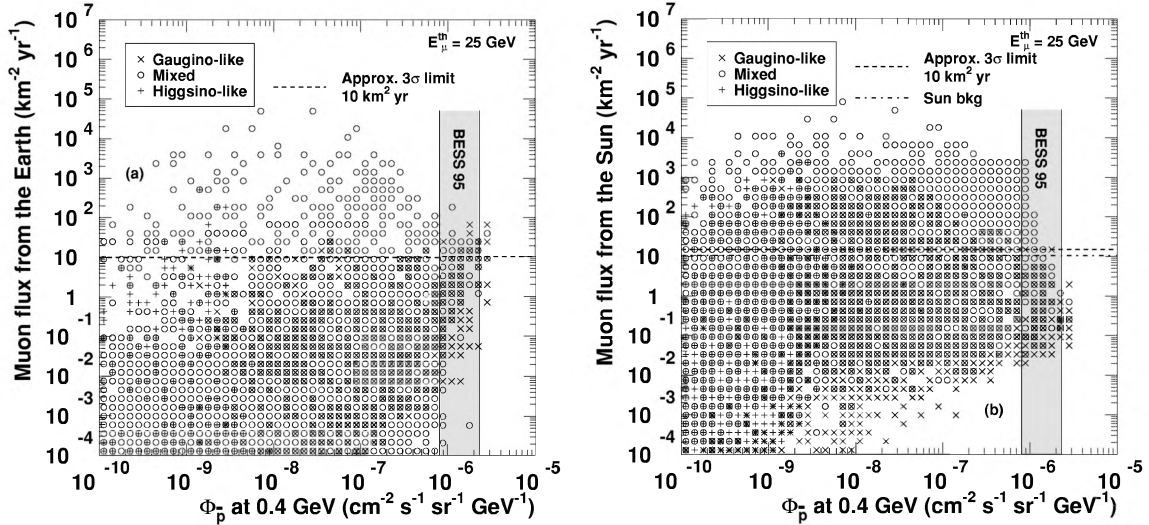 10 7
10 6
10 5
10 4
10 3
10 2
10
1
10 -1
10 -2
10 -3
10 -4
Muon flux from the Earth (km⁻² yr⁻¹)
E_μ^th = 25 GeV
× Gaugino-like
○ Mixed
+ Higgsino-like
Approx. 3σ limit
10 km² yr
(a)
BESS 95
10 -10
10 -9
10 -8
10 -7
10 -6
10 -5
Φ_p̄ at 0.4 GeV (cm⁻² s⁻¹ sr⁻¹ GeV⁻¹)
10 7
10 6
10 5
10 4
10 3
10 2
10
1
10 -1
10 -2
10 -3
10 -4
Muon flux from the Sun (km⁻² yr⁻¹)
E_μ^th = 25 GeV
× Gaugino-like
○ Mixed
+ Higgsino-like
Approx. 3σ limit
10 km² yr
Sun bkg
BESS 95
(b)
10 -10
10 -9
10 -8
10 -7
10 -6
10 -5
Φ_p̄ at 0.4 GeV (cm⁻² s⁻¹ sr⁻¹ GeV⁻¹)